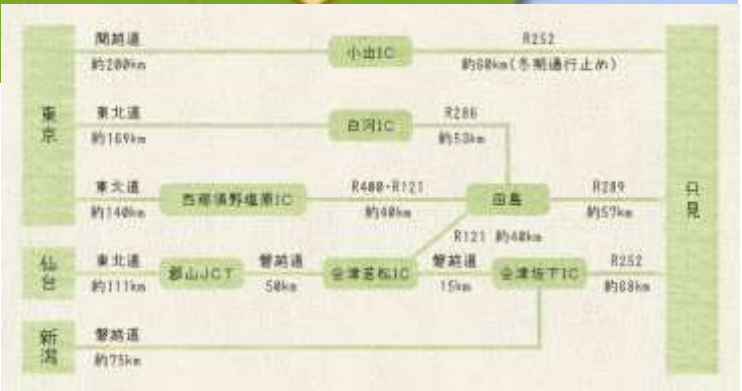 関越道
約200km
小出IC
R252
約60km(冬期通行止め)
東京
東北道
約169km
白河IC
R286
約53km
東北道
約140km
西那須野塩原IC
R400・R121
約40km
田島
R289
約57km
只見
R121 約40km
仙台
東北道
約111km
郡山JCT
磐越道
50km
会津若松IC
磐越道
15km
会津坂下IC
R252
約68km
新潟
磐越道
約75km